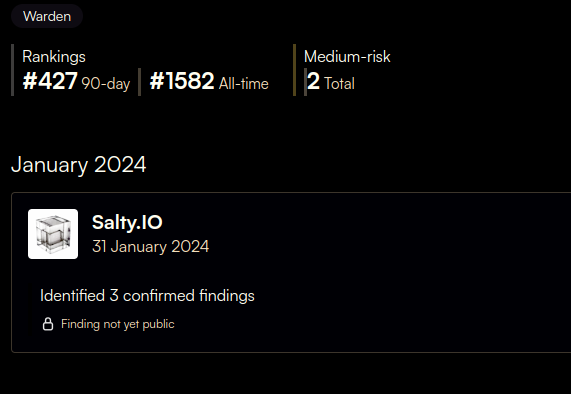 Warden
Rankings
#427 90-day
#1582 All-time
Medium-risk
2 Total
January 2024
Salty.IO
31 January 2024
Identified 3 confirmed findings
Finding not yet public